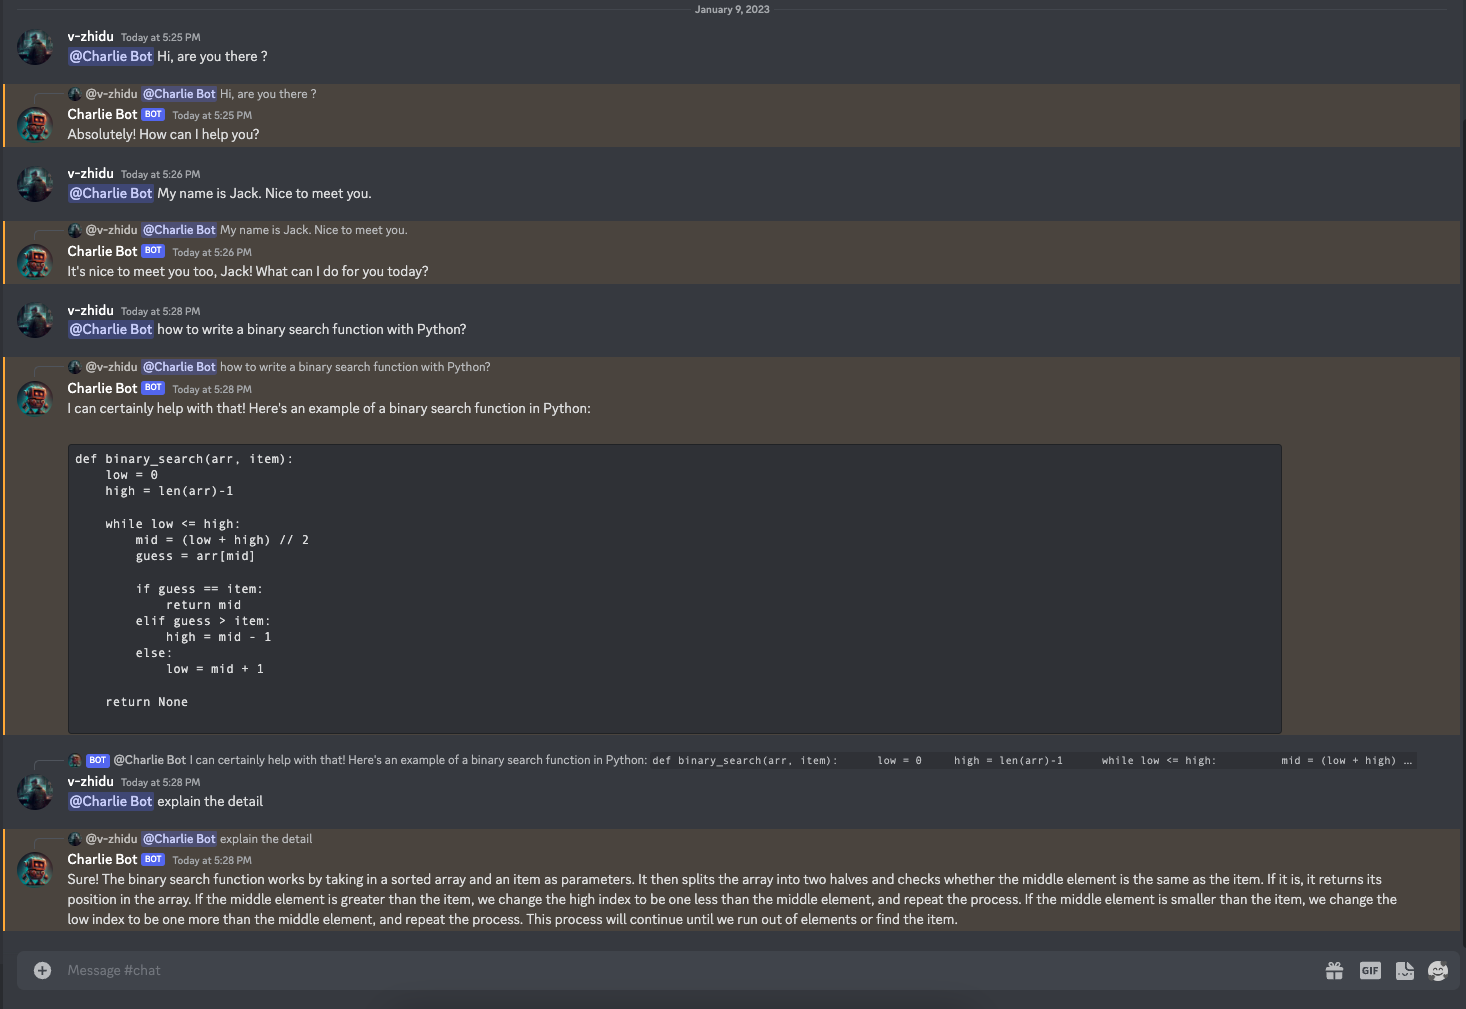 January 9, 2023
v-zhidu Today at 5:25 PM
@Charlie Bot Hi, are you there ?
@v-zhidu @Charlie Bot Hi, are you there ?
Charlie Bot BOT Today at 5:25 PM
Absolutely! How can I help you?
v-zhidu Today at 5:26 PM
@Charlie Bot My name is Jack. Nice to meet you.
@v-zhidu @Charlie Bot My name is Jack. Nice to meet you.
Charlie Bot BOT Today at 5:26 PM
It's nice to meet you too, Jack! What can I do for you today?
v-zhidu Today at 5:28 PM
@Charlie Bot how to write a binary search function with Python?
@v-zhidu @Charlie Bot how to write a binary search function with Python?
Charlie Bot BOT Today at 5:28 PM
I can certainly help with that! Here's an example of a binary search function in Python:
def binary_search(arr, item):
    low = 0
    high = len(arr)-1
    while low <= high:
        mid = (low + high) // 2
        guess = arr[mid]
        if guess == item:
            return mid
        elif guess > item:
            high = mid - 1
        else:
            low = mid + 1
    return None
BOT @Charlie Bot I can certainly help with that! Here's an example of a binary search function in Python: def binary_search(arr, item): low = 0 high = len(arr)-1 while low <= high: mid = (low + high) ...
v-zhidu Today at 5:28 PM
@Charlie Bot explain the detail
@v-zhidu @Charlie Bot explain the detail
Charlie Bot BOT Today at 5:28 PM
Sure! The binary search function works by taking in a sorted array and an item as parameters. It then splits the array into two halves and checks whether the middle element is the same as the item. If it is, it returns its
position in the array. If the middle element is greater than the item, we change the high index to be one less than the middle element, and repeat the process. If the middle element is smaller than the item, we change the
low index to be one more than the middle element, and repeat the process. This process will continue until we run out of elements or find the item.
Message #chat
GIF